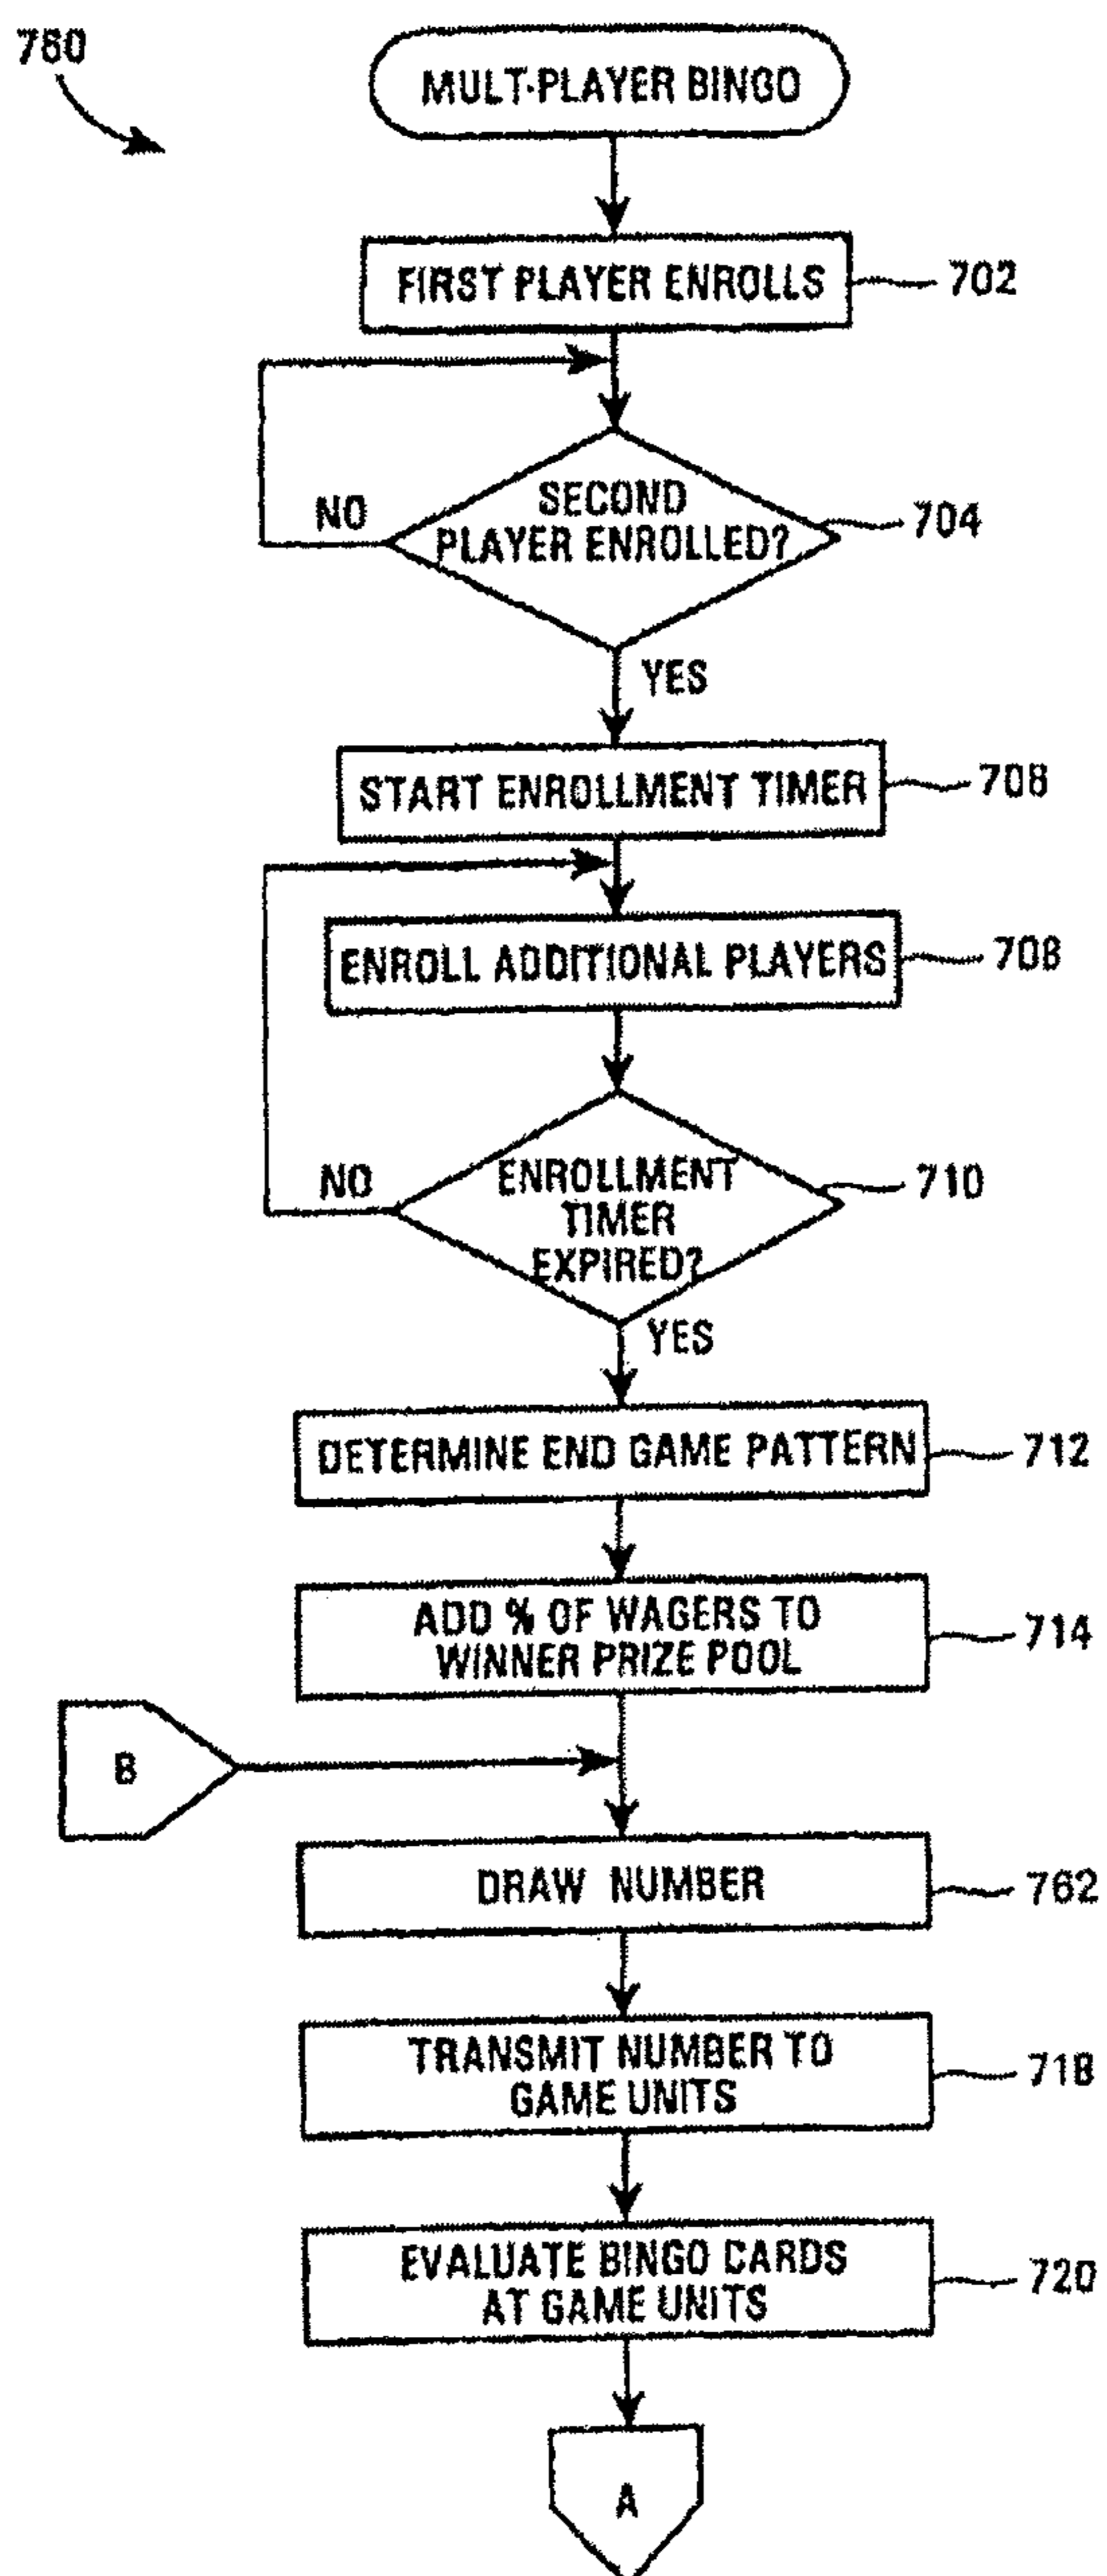 760
MULT-PLAYER BINGO
FIRST PLAYER ENROLLS
702
SECOND
PLAYER ENROLLED?
704
NO
YES
START ENROLLMENT TIMER
706
ENROLL ADDITIONAL PLAYERS
708
ENROLLMENT
TIMER
EXPIRED?
710
NO
YES
DETERMINE END GAME PATTERN
712
ADD % OF WAGERS TO
WINNER PRIZE POOL
714
B
DRAW NUMBER
762
TRANSMIT NUMBER TO
GAME UNITS
718
EVALUATE BINGO CARDS
AT GAME UNITS
720
A